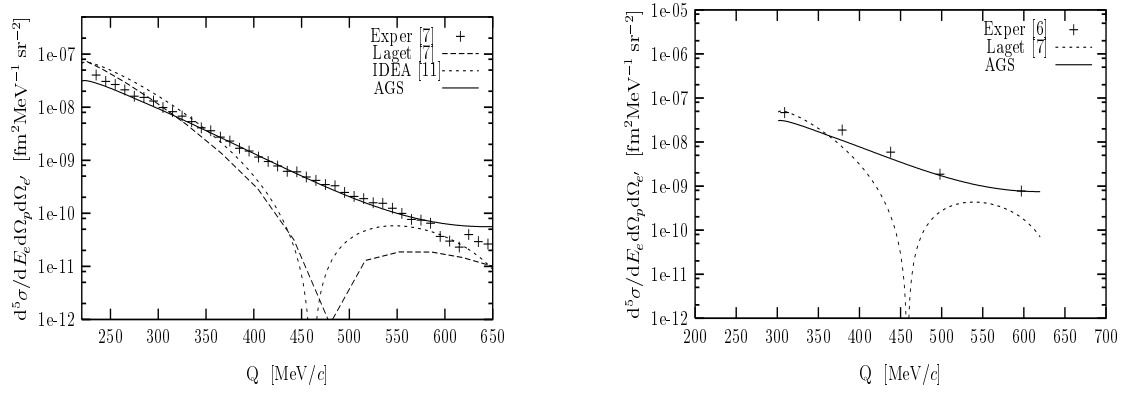 d⁵σ/dE_e dΩ_p dΩ_e′ [fm²MeV⁻¹ sr⁻²]
1e-07
1e-08
1e-09
1e-10
1e-11
1e-12
Exper [7]
Laget [7]
IDEA [11]
AGS
250 300 350 400 450 500 550 600 650
Q [MeV/c]
d⁵σ/dE_e dΩ_p dΩ_e′ [fm²MeV⁻¹ sr⁻²]
1e-05
1e-06
1e-07
1e-08
1e-09
1e-10
1e-11
1e-12
Exper [6]
Laget [7]
AGS
200 250 300 350 400 450 500 550 600 650 700
Q [MeV/c]